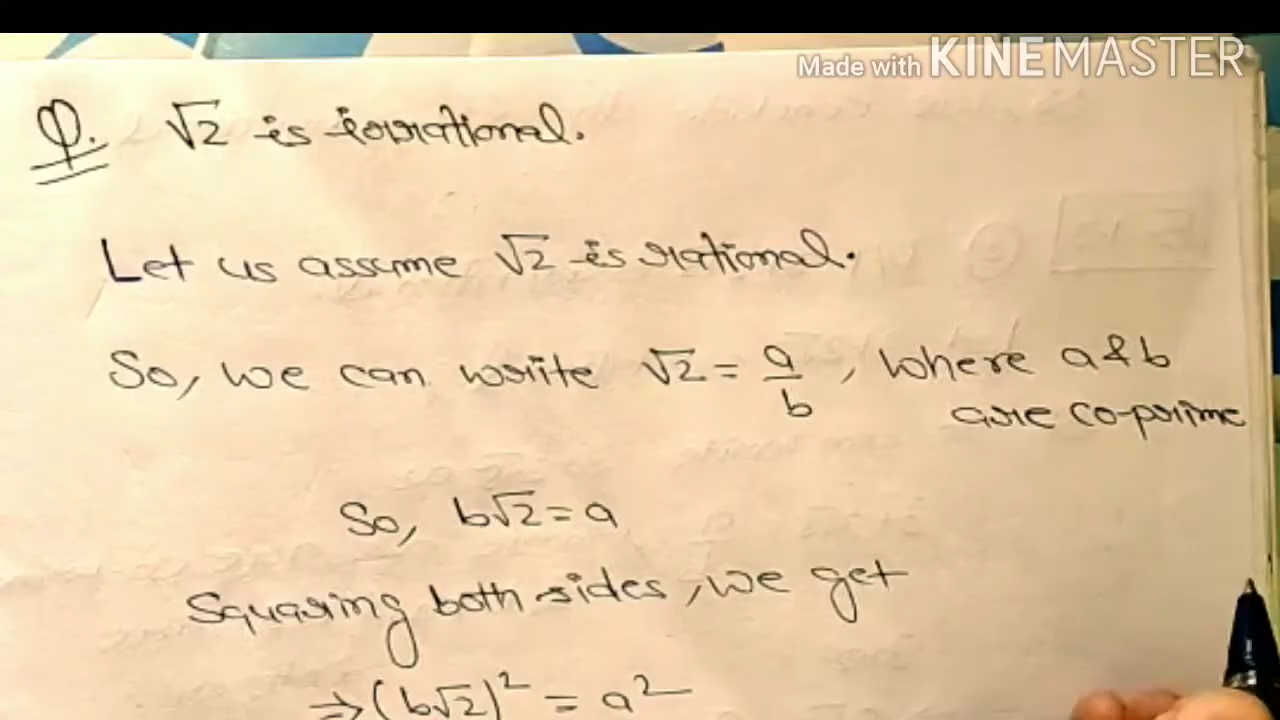 Made with KINEMASTER
Q. √2 is irrational.
Let us assume √2 is rational.
So, we can write √2 = a/b, where a & b
are co-prime
So, b√2 = a
Squaring both sides, we get
⇒ (b√2)² = a²